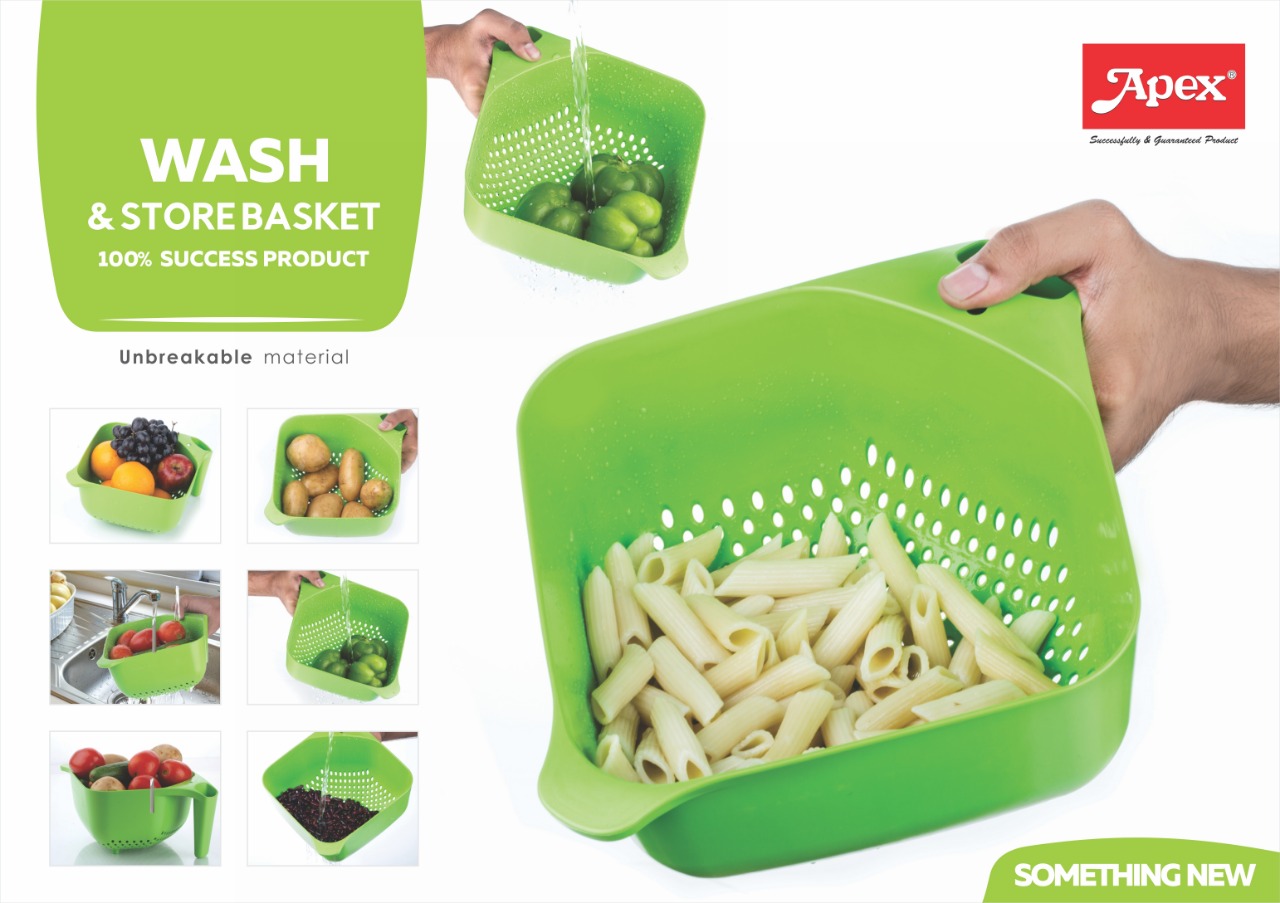 WASH
& STORE BASKET
100% SUCCESS PRODUCT
Unbreakable material
Apex®
Successfully & Guaranteed Product
SOMETHING NEW